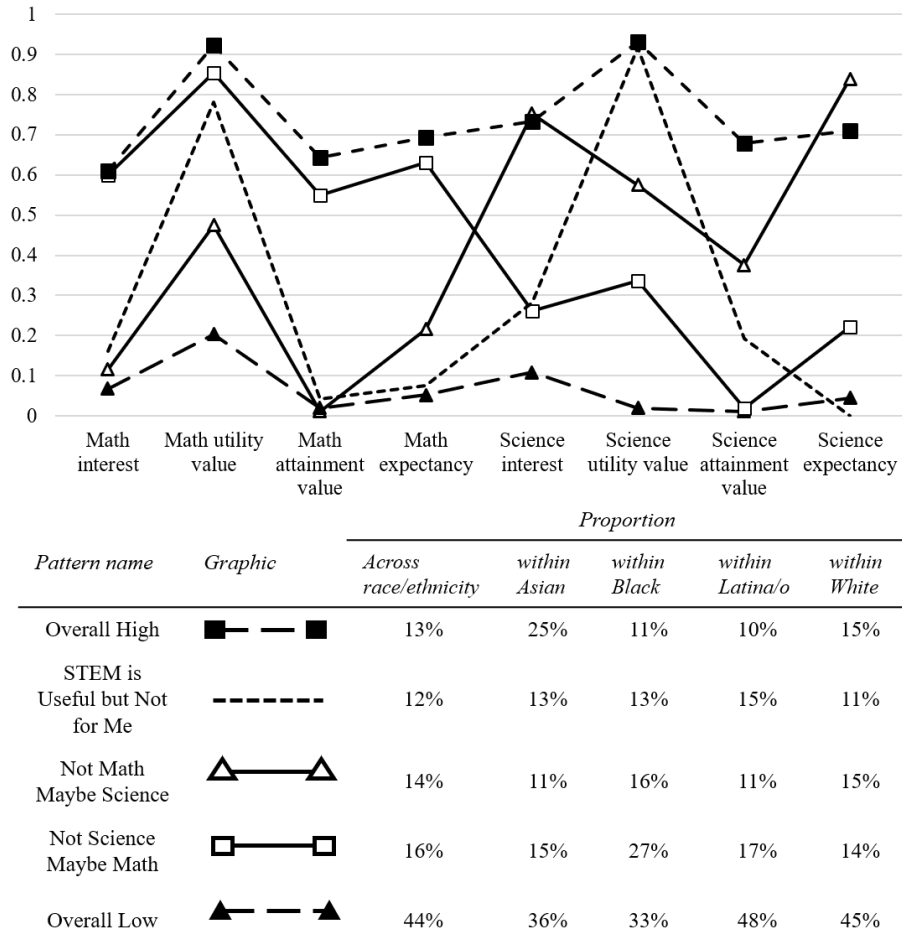 1
0.9
0.8
0.7
0.6
0.5
0.4
0.3
0.2
0.1
0
Math interest
Math utility value
Math attainment value
Math expectancy
Science interest
Science utility value
Science attainment value
Science expectancy
Proportion
Pattern name Graphic Across race/ethnicity within Asian within Black within Latina/o within White
Overall High 13% 25% 11% 10% 15%
STEM is Useful but Not for Me 12% 13% 13% 15% 11%
Not Math Maybe Science 14% 11% 16% 11% 15%
Not Science Maybe Math 16% 15% 27% 17% 14%
Overall Low 44% 36% 33% 48% 45%